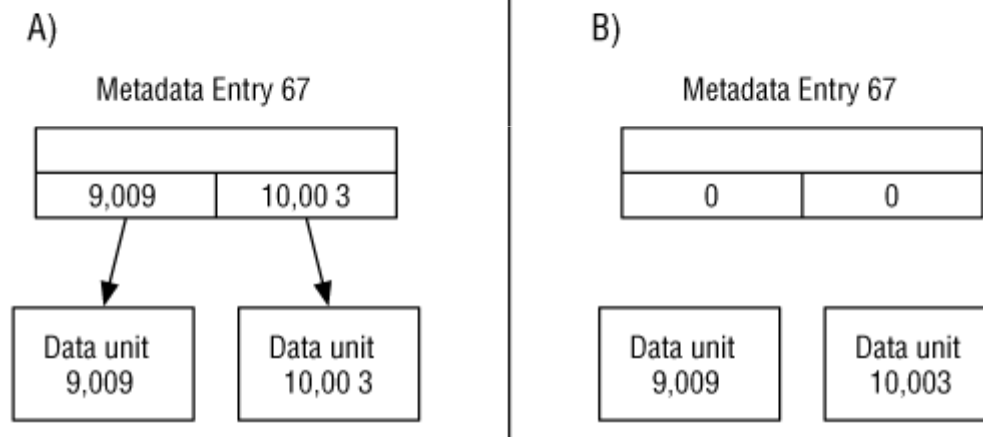 A)
Metadata Entry 67
9,009 10,00 3
Data unit
9,009
Data unit
10,00 3
B)
Metadata Entry 67
0 0
Data unit
9,009
Data unit
10,003